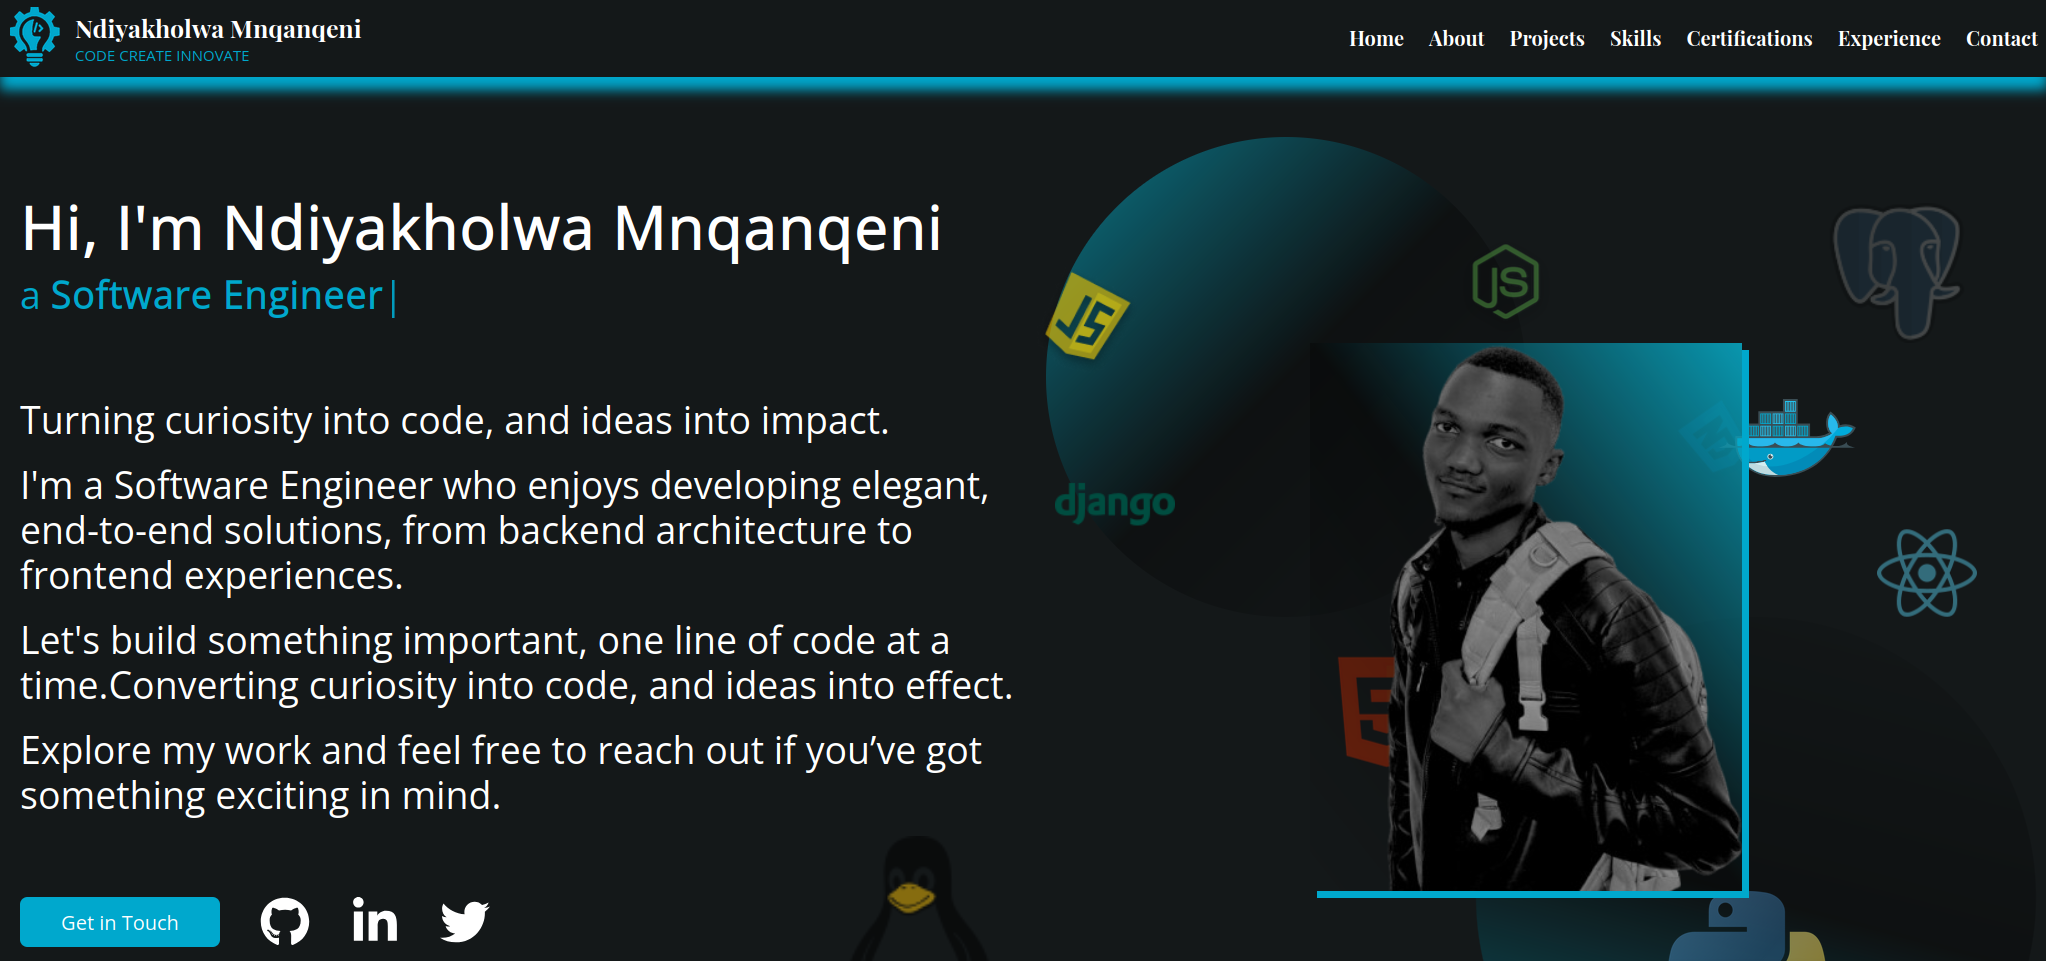 Ndiyakholwa Mnqanqeni
CODE CREATE INNOVATE
Home About Projects Skills Certifications Experience Contact
Hi, I'm Ndiyakholwa Mnqanqeni
a Software Engineer|
Turning curiosity into code, and ideas into impact.
I'm a Software Engineer who enjoys developing elegant,
end-to-end solutions, from backend architecture to
frontend experiences.
Let's build something important, one line of code at a
time.Converting curiosity into code, and ideas into effect.
Explore my work and feel free to reach out if you’ve got
something exciting in mind.
Get in Touch
in
JS
JS
django
5